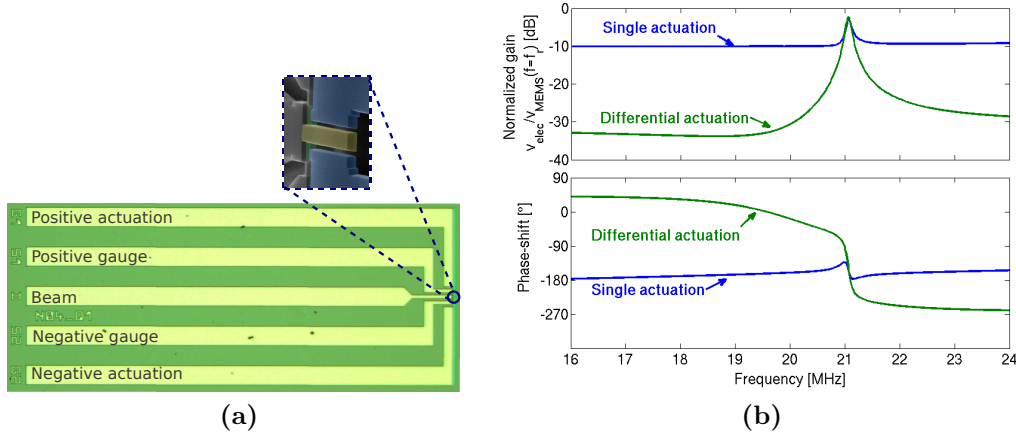 Positive actuation
Positive gauge
Beam
N04_01
Negative gauge
Negative actuation
(a)
Normalized gain
v_elec/v_MEMS(f=f_r) [dB]
0
-10
-20
-30
-40
Single actuation
Differential actuation
Phase-shift [°]
90
0
-90
-180
-270
Differential actuation
Single actuation
16
17
18
19
20
21
22
23
24
Frequency [MHz]
(b)